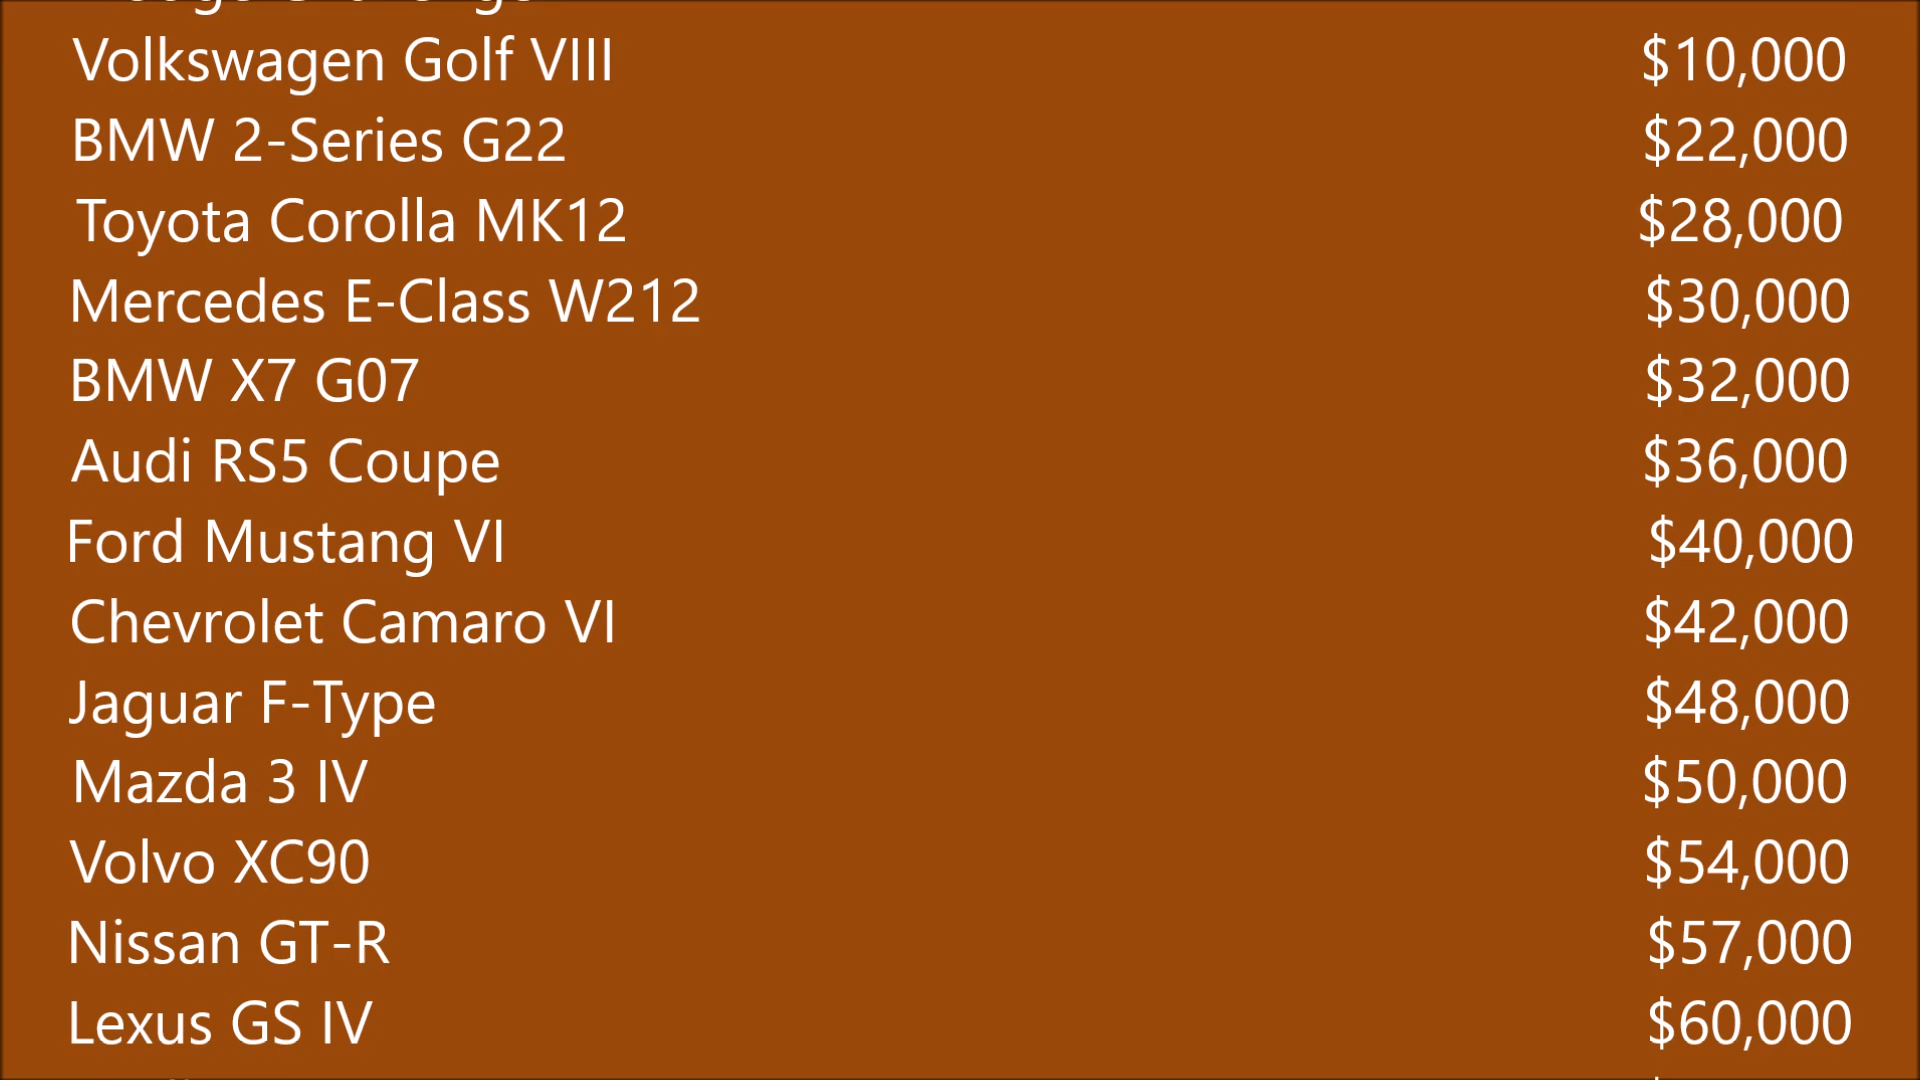 Volkswagen Golf VIII $10,000
BMW 2-Series G22 $22,000
Toyota Corolla MK12 $28,000
Mercedes E-Class W212 $30,000
BMW X7 G07 $32,000
Audi RS5 Coupe $36,000
Ford Mustang VI $40,000
Chevrolet Camaro VI $42,000
Jaguar F-Type $48,000
Mazda 3 IV $50,000
Volvo XC90 $54,000
Nissan GT-R $57,000
Lexus GS IV $60,000